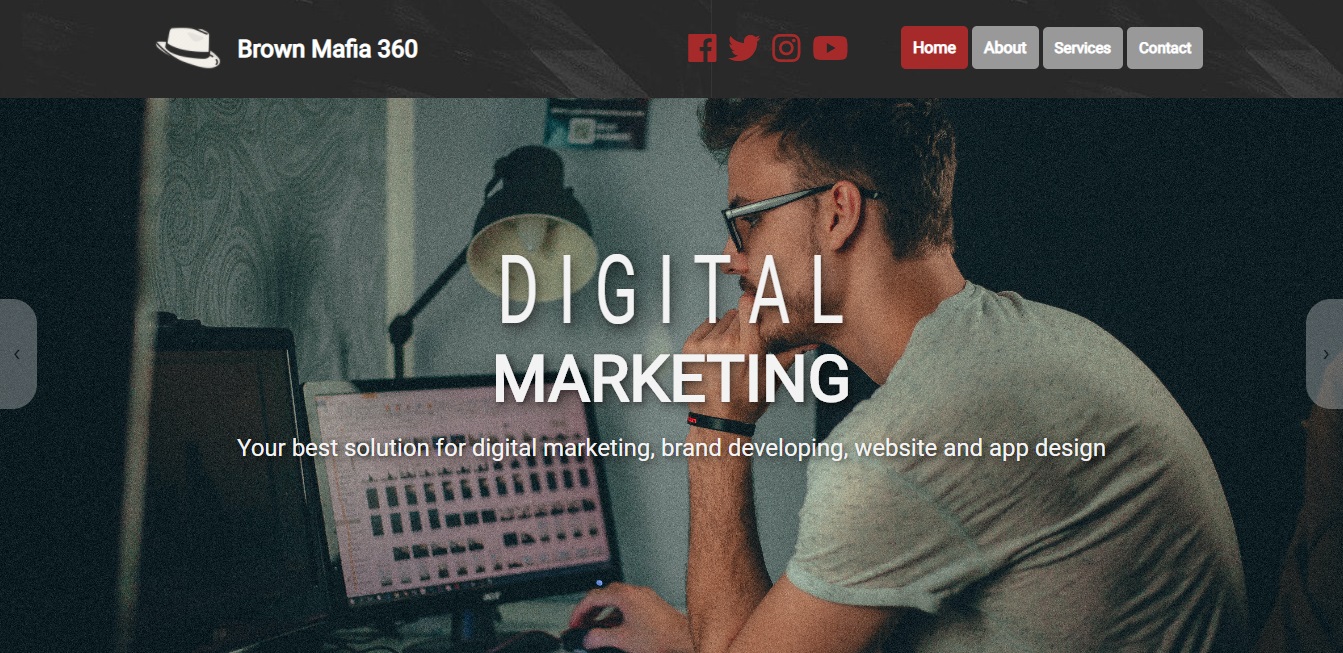 Brown Mafia 360
Home About Services Contact
DIGITAL
MARKETING
Your best solution for digital marketing, brand developing, website and app design
acer